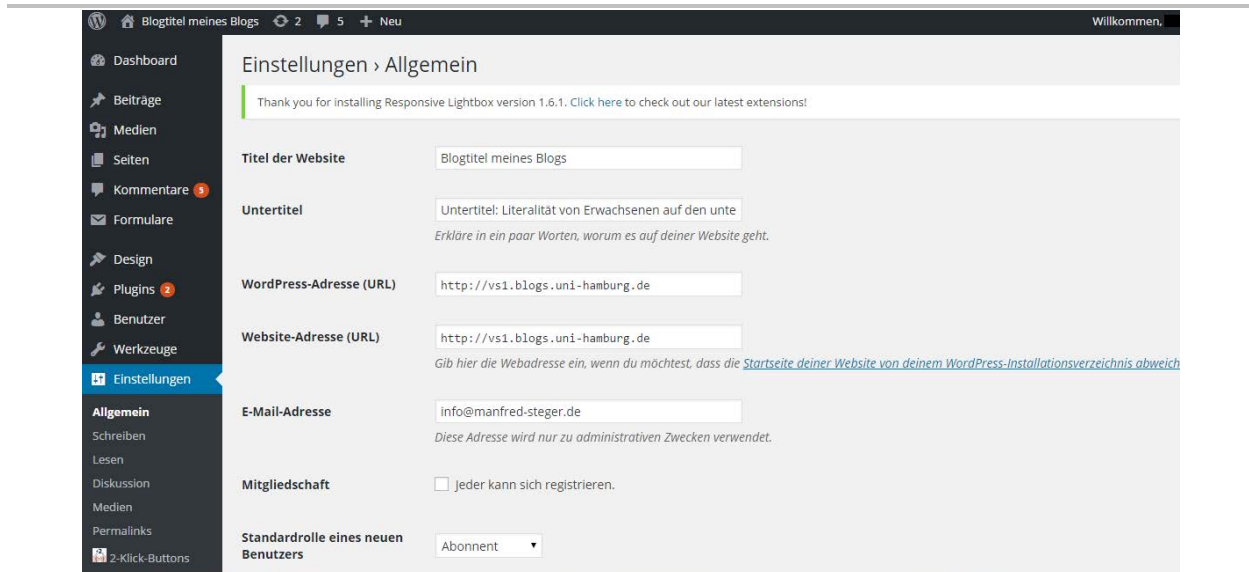 Blogtitel meines Blogs 2 5 + Neu Willkommen,
Dashboard
Beiträge
Medien
Seiten
Kommentare 5
Formulare
Design
Plugins 2
Benutzer
Werkzeuge
Einstellungen
Allgemein
Schreiben
Lesen
Diskussion
Medien
Permalinks
2-Klick-Buttons
Einstellungen › Allgemein
Thank you for installing Responsive Lightbox version 1.6.1. Click here to check out our latest extensions!
Titel der Website Blogtitel meines Blogs
Untertitel Untertitel: Literalität von Erwachsenen auf den unte
Erkläre in ein paar Worten, worum es auf deiner Website geht.
WordPress-Adresse (URL) http://vs1.blogs.uni-hamburg.de
Website-Adresse (URL) http://vs1.blogs.uni-hamburg.de
Gib hier die Webadresse ein, wenn du möchtest, dass die Startseite deiner Website von deinem WordPress-Installationsverzeichnis abweich
E-Mail-Adresse info@manfred-steger.de
Diese Adresse wird nur zu administrativen Zwecken verwendet.
Mitgliedschaft Jeder kann sich registrieren.
Standardrolle eines neuen
Benutzers Abonnent